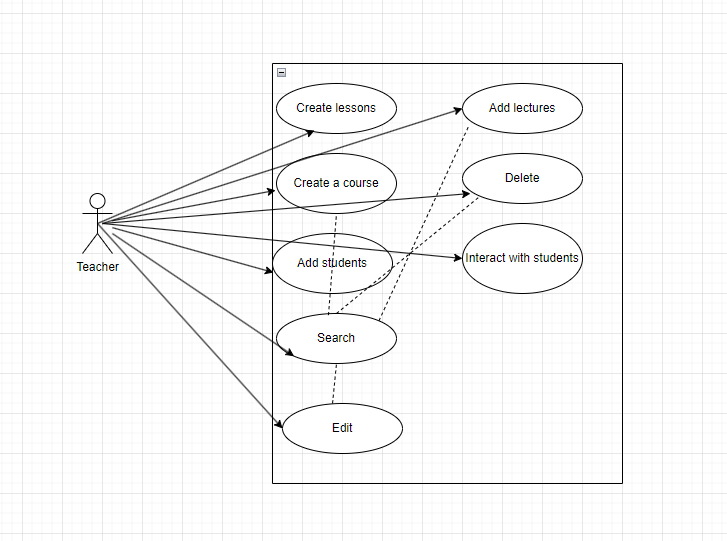 Create lessons
Add lectures
Create a course
Delete
Teacher
Add students
Interact with students
Search
Edit